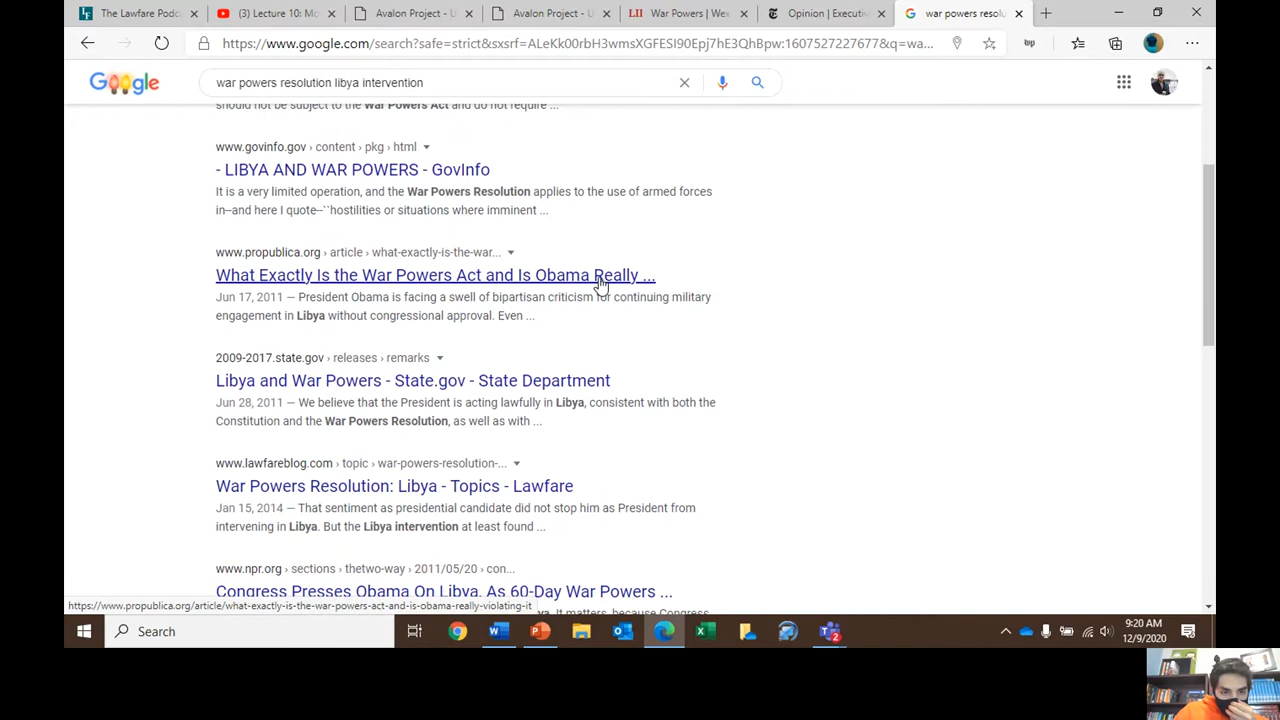 The Lawfare Podc
(3) Lecture 10: Mo
Avalon Project - U
Avalon Project - U
LII War Powers | Wex
Opinion | Executiv
war powers resolu
https://www.google.com/search?safe=strict&sxsrf=ALeKk00rbH3wmsXGFESI90Epj7hE3QhBpw:1607527227677&q=wa...
Google
war powers resolution libya intervention
should not be subject to the War Powers Act and do not require ...
www.govinfo.gov › content › pkg › html
- LIBYA AND WAR POWERS - GovInfo
It is a very limited operation, and the War Powers Resolution applies to the use of armed forces
in--and here I quote--``hostilities or situations where imminent ...
www.propublica.org › article › what-exactly-is-the-war...
What Exactly Is the War Powers Act and Is Obama Really ...
Jun 17, 2011 — President Obama is facing a swell of bipartisan criticism for continuing military
engagement in Libya without congressional approval. Even ...
2009-2017.state.gov › releases › remarks
Libya and War Powers - State.gov - State Department
Jun 28, 2011 — We believe that the President is acting lawfully in Libya, consistent with both the
Constitution and the War Powers Resolution, as well as with ...
www.lawfareblog.com › topic › war-powers-resolution-...
War Powers Resolution: Libya - Topics - Lawfare
Jan 15, 2014 — That sentiment as presidential candidate did not stop him as President from
intervening in Libya. But the Libya intervention at least found ...
www.npr.org › sections › thetwo-way › 2011/05/20 › con...
Congress Presses Obama On Libya, As 60-Day War Powers ...
It matters, because Congress
https://www.propublica.org/article/what-exactly-is-the-war-powers-act-and-is-obama-really-violating-it
Search
9:20 AM
12/9/2020